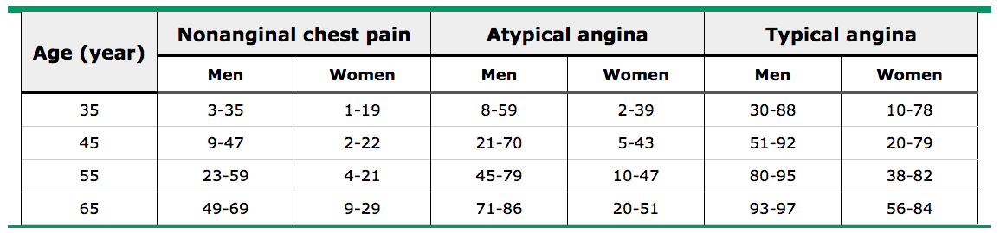 Age (year) Nonanginal chest pain Atypical angina Typical angina
Men Women Men Women Men Women
35 3-35 1-19 8-59 2-39 30-88 10-78
45 9-47 2-22 21-70 5-43 51-92 20-79
55 23-59 4-21 45-79 10-47 80-95 38-82
65 49-69 9-29 71-86 20-51 93-97 56-84